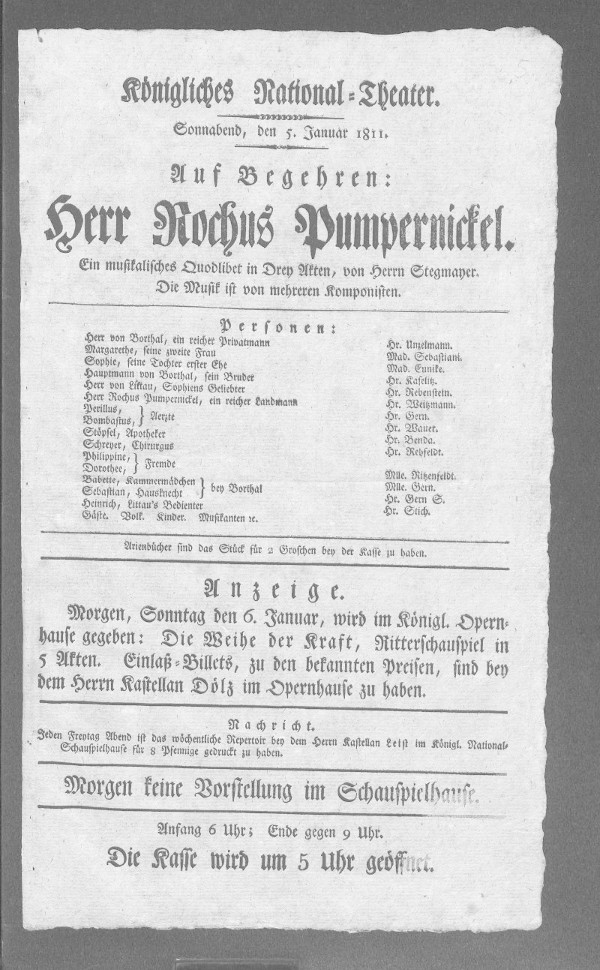 Königliches National-Theater.
Sonnabend, den 5. Januar 1811.
Auf Begehren:
Herr Rochus Pumpernickel.
Ein musikalisches Quodlibet in Drey Akten, von Herrn Stegmayer.
Die Musik ist von mehreren Komponisten.
Personen:
Herr von Borthal, ein reicher Privatmann Hr. Unzelmann.
Margarethe, seine zweite Frau Mad. Sebastiani.
Sophie, seine Tochter erster Ehe Mad. Eunike.
Hauptmann von Borthal, sein Bruder Hr. Kaselitz.
Herr von Littau, Sophiens Geliebter Hr. Rebenstein.
Herr Rochus Pumpernickel, ein reicher Landmann Hr. Weitzmann.
Perillus, } Aerzte Hr. Gern.
Bombastus, Hr. Wauer.
Stöpsel, Apotheker Hr. Benda.
Schreyer, Chirurgus Hr. Rehfeldt.
Philippine, } Fremde
Dorothee, Mlle. Ritzenfeldt.
Babette, Kammermädchen } bey Borthal Mlle. Gern.
Sebastian, Hausknecht Hr. Gern S.
Heinrich, Littau's Bedienter Hr. Stich.
Gäste. Volk. Kinder. Musikanten ꝛc.
Arienbücher sind das Stück für 2 Groschen bey der Kasse zu haben.
Anzeige.
Morgen, Sonntag den 6. Januar, wird im Königl. Opern-
hause gegeben: Die Weihe der Kraft, Ritterschauspiel in
5 Akten. Einlaß-Billets, zu den bekannten Preisen, sind bey
dem Herrn Kastellan Dölz im Opernhause zu haben.
Nachricht.
Jeden Freytag Abend ist das wöchentliche Repertoir bey dem Herrn Kastellan Leist im Königl. National-
Schauspielhause für 8 Pfennige gedruckt zu haben.
Morgen keine Vorstellung im Schauspielhause.
Anfang 6 Uhr; Ende gegen 9 Uhr.
Die Kasse wird um 5 Uhr geöffnet.